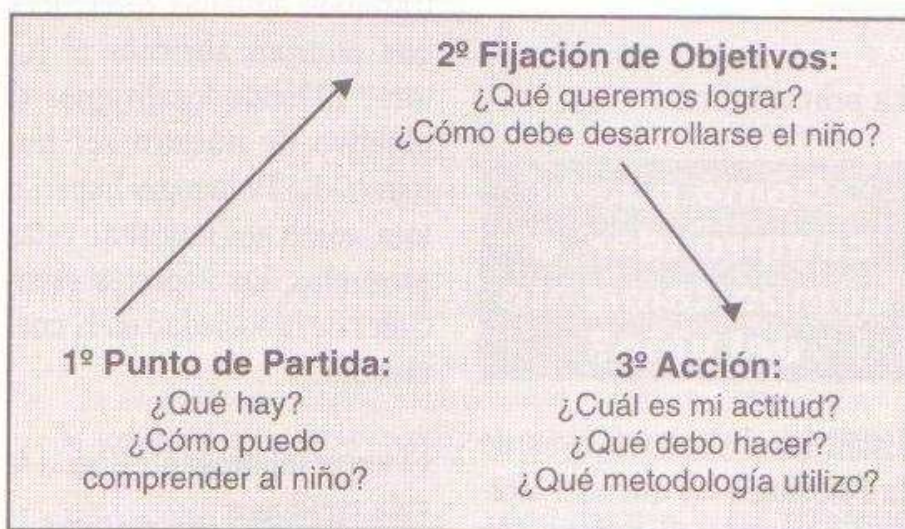 2º Fijación de Objetivos:
¿Qué queremos lograr?
¿Cómo debe desarrollarse el niño?
1º Punto de Partida:
¿Qué hay?
¿Cómo puedo
comprender al niño?
3º Acción:
¿Cuál es mi actitud?
¿Qué debo hacer?
¿Qué metodología utilizo?